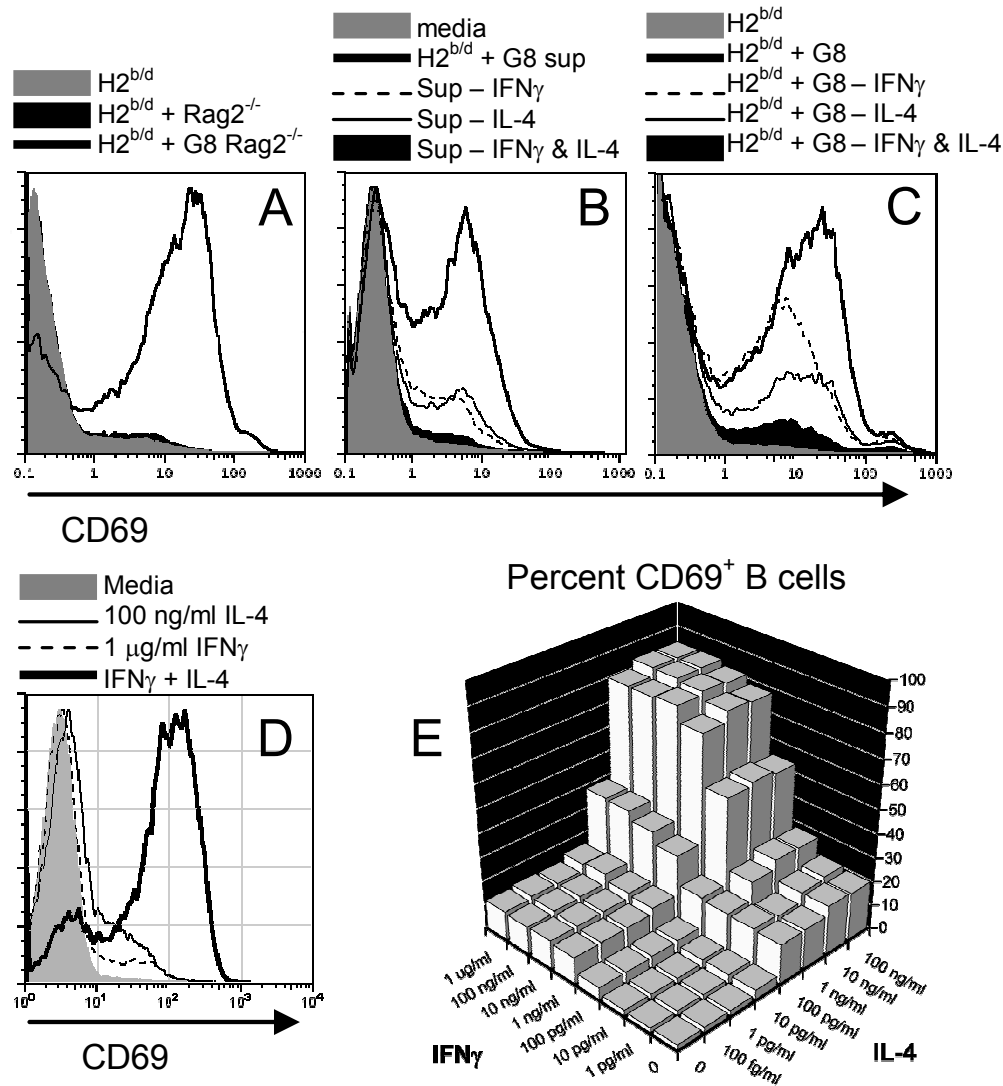 H2b/d
H2b/d + Rag2-/-
H2b/d + G8 Rag2-/-
media
H2b/d + G8 sup
Sup – IFNγ
Sup – IL-4
Sup – IFNγ & IL-4
H2b/d
H2b/d + G8
H2b/d + G8 – IFNγ
H2b/d + G8 – IL-4
H2b/d + G8 – IFNγ & IL-4
A
B
C
0.1 1 10 100 1000
0.1 1 10 100 1000
0.1 1 10 100 1000
CD69
Media
100 ng/ml IL-4
1 μg/ml IFNγ
IFNγ + IL-4
D
10^0 10^1 10^2 10^3 10^4
CD69
Percent CD69+ B cells
E
100
90
80
70
60
50
40
30
20
10
0
1 ug/ml
100 ng/ml
10 ng/ml
1 ng/ml
100 pg/ml
10 pg/ml
1 pg/ml
0
IFNγ
0
100 fg/ml
1 pg/ml
10 pg/ml
100 pg/ml
1 ng/ml
10 ng/ml
100 ng/ml
IL-4